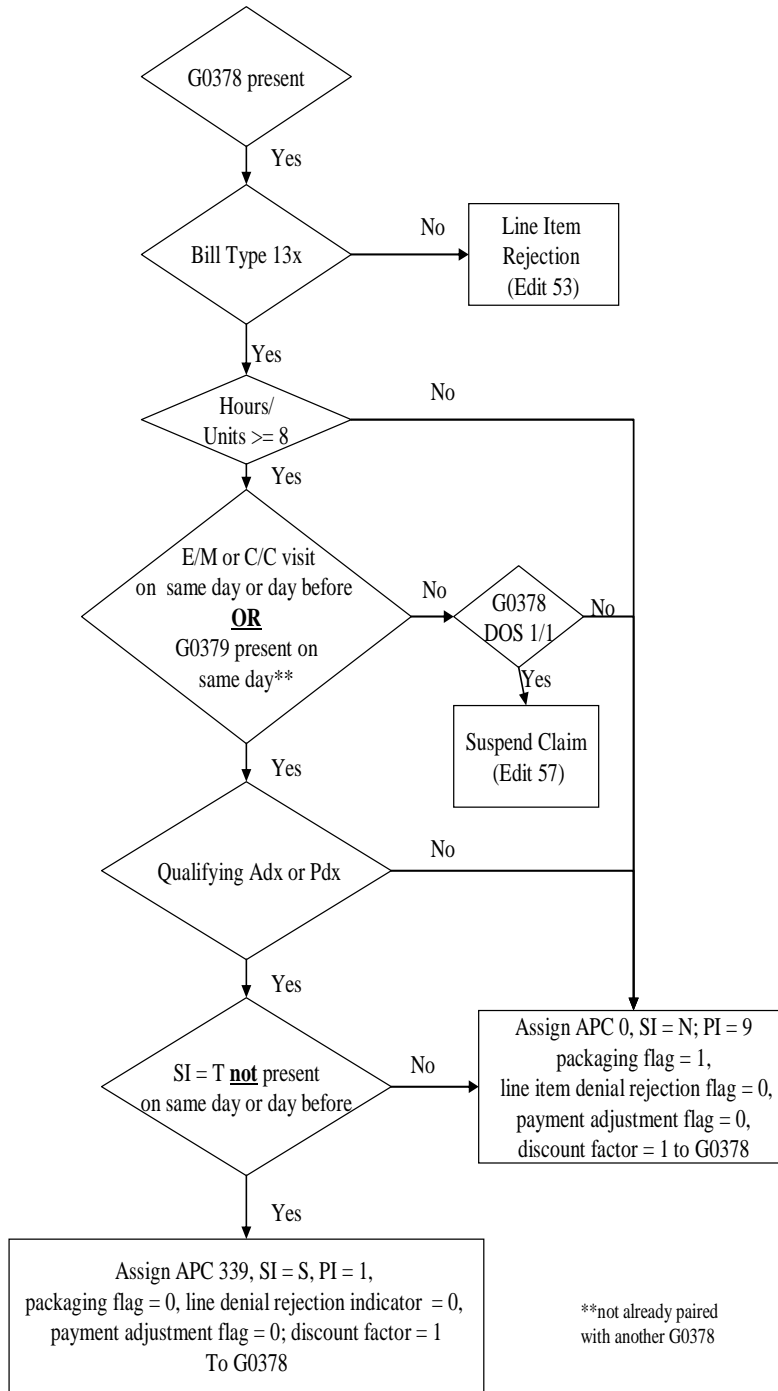 G0378 present
Yes
Bill Type 13x
No
Line Item
Rejection
(Edit 53)
Yes
Hours/
Units >= 8
No
Yes
E/M or C/C visit
on same day or day before
OR
G0379 present on
same day**
No
G0378
DOS 1/1
No
Yes
Suspend Claim
(Edit 57)
Yes
Qualifying Adx or Pdx
No
Yes
SI = T not present
on same day or day before
No
Assign APC 0, SI = N; PI = 9
packaging flag = 1,
line item denial rejection flag = 0,
payment adjustment flag = 0,
discount factor = 1 to G0378
Yes
Assign APC 339, SI = S, PI = 1,
packaging flag = 0, line denial rejection indicator = 0,
payment adjustment flag = 0; discount factor = 1
To G0378
**not already paired
with another G0378